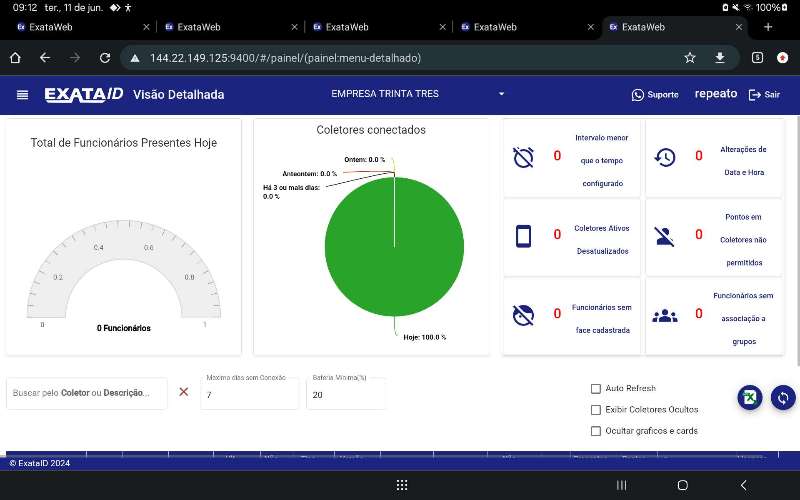 09:12 ter., 11 de jun.
100%
ExataWeb
ExataWeb
ExataWeb
ExataWeb
ExataWeb
144.22.149.125:9400/#/painel/(painel:menu-detalhado)
5
EXATAID Visão Detalhada
EMPRESA TRINTA TRES
Suporte
repeato
Sair
Total de Funcionários Presentes Hoje
0
0.2
0.4
0.6
0.8
1
0 Funcionários
Coletores conectados
Ontem: 0.0 %
Anteontem: 0.0 %
Há 3 ou mais dias:
0.0 %
Hoje: 100.0 %
0
Intervalo menor
que o tempo
configurado
0
Alterações de
Data e Hora
0
Coletores Ativos
Desatualizados
0
Pontos em
Coletores não
permitidos
0
Funcionários sem
face cadastrada
0
Funcionários sem
associação a
grupos
Buscar pelo Coletor ou Descrição...
Máximo dias sem Conexão
7
Bateria Mínima(%)
20
Auto Refresh
Exibir Coletores Ocultos
Ocultar graficos e cards
© ExataID 2024